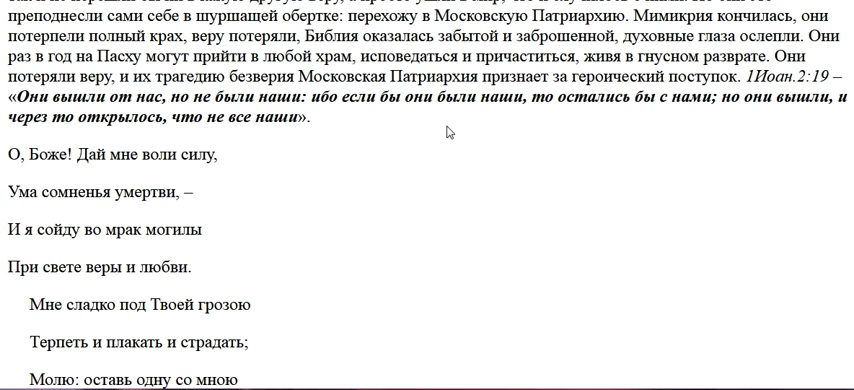 преподнесли сами себе в шуршащей обертке: перехожу в Московскую Патриархию. Мимикрия кончилась, они
потерпели полный крах, веру потеряли, Библия оказалась забытой и заброшенной, духовные глаза ослепли. Они
раз в год на Пасху могут прийти в любой храм, исповедаться и причаститься, живя в гнусном разврате. Они
потеряли веру, и их трагедию безверия Московская Патриархия признает за героический поступок. 1Иоан.2:19 –
«Они вышли от нас, но не были наши: ибо если бы они были наши, то остались бы с нами; но они вышли, и
через то открылось, что не все наши».
О, Боже! Дай мне воли силу,
Ума сомненья умертви, –
И я сойду во мрак могилы
При свете веры и любви.
Мне сладко под Твоей грозою
Терпеть и плакать и страдать;
Молю: оставь одну со мною